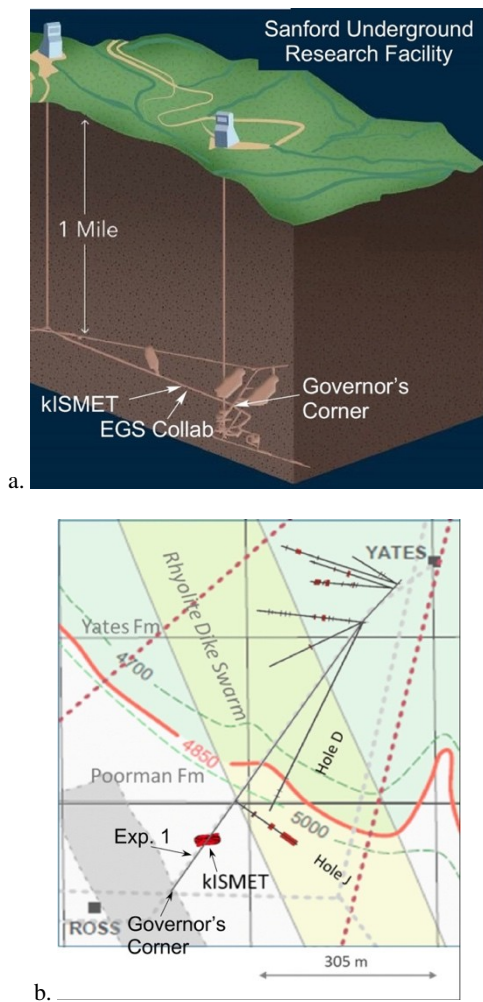 Sanford Underground
Research Facility
1 Mile
kISMET
EGS Collab
Governor's
Corner
a.
YATES
Rhyolite Dike Swarm
Yates Fm
4700
4850
Poorman Fm
5000
Hole D
Exp. 1
kISMET
Hole J
ROSS
Governor's
Corner
305 m
b.